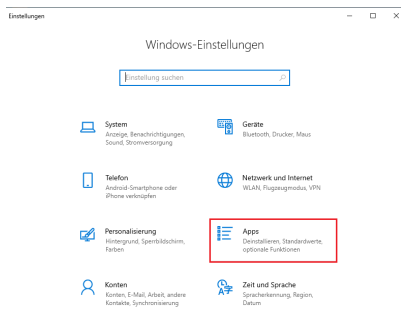 Einstellungen
Windows-Einstellungen
Einstellung suchen
System
Anzeige, Benachrichtigungen,
Sound, Stromversorgung
Geräte
Bluetooth, Drucker, Maus
Telefon
Android-Smartphone oder
iPhone verknüpfen
Netzwerk und Internet
WLAN, Flugzeugmodus, VPN
Personalisierung
Hintergrund, Sperrbildschirm,
Farben
Apps
Deinstallieren, Standardwerte,
optionale Funktionen
Konten
Konten, E-Mail, Arbeit, andere
Kontakte, Synchronisierung
Zeit und Sprache
Spracherkennung, Region,
Datum